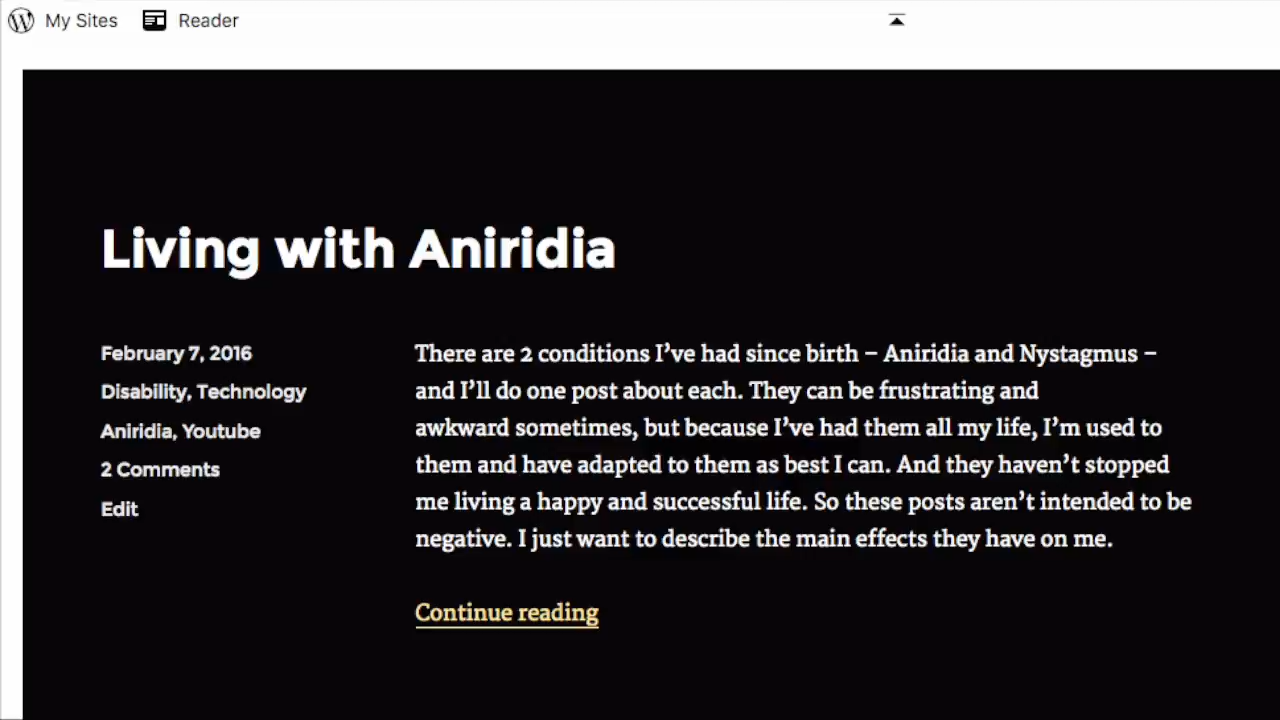 My Sites Reader
Living with Aniridia
February 7, 2016
Disability, Technology
Aniridia, Youtube
2 Comments
Edit
There are 2 conditions I’ve had since birth – Aniridia and Nystagmus –
and I’ll do one post about each. They can be frustrating and
awkward sometimes, but because I’ve had them all my life, I’m used to
them and have adapted to them as best I can. And they haven’t stopped
me living a happy and successful life. So these posts aren’t intended to be
negative. I just want to describe the main effects they have on me.
Continue reading